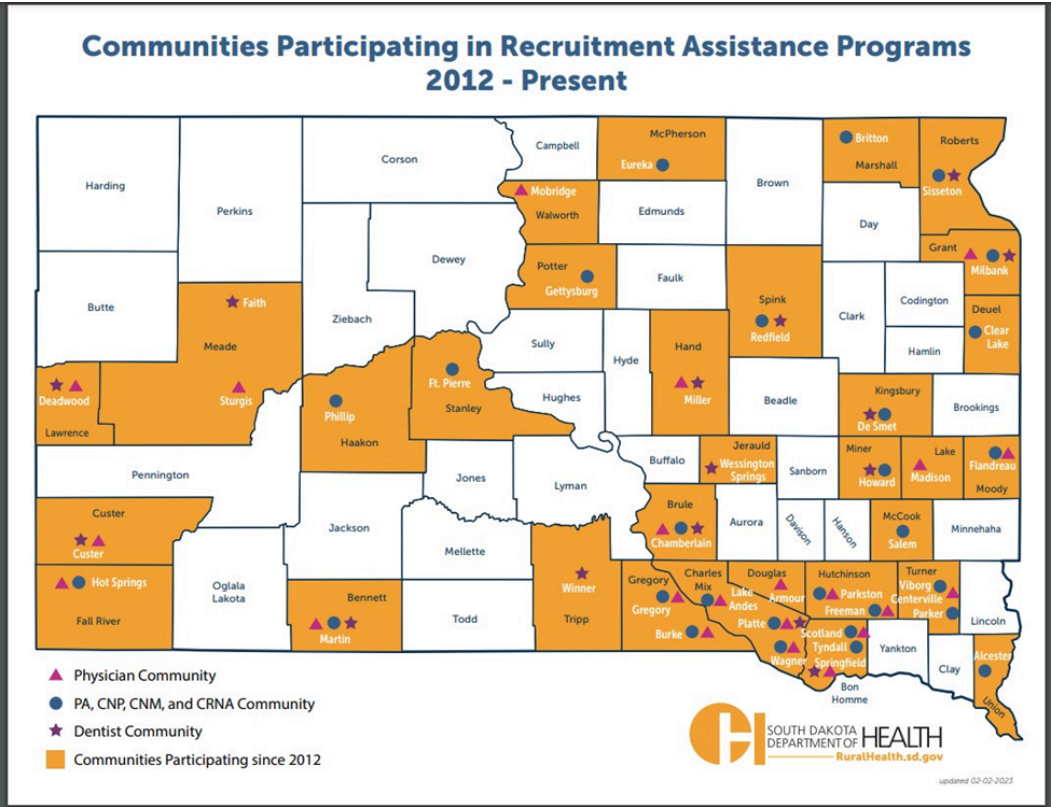 Communities Participating in Recruitment Assistance Programs
2012 - Present
Harding
Perkins
Corson
Campbell
McPherson
Eureka
Brown
Britton
Marshall
Roberts
Sisseton
Mobridge
Walworth
Edmunds
Day
Grant
Milbank
Butte
Faith
Meade
Sturgis
Ziebach
Dewey
Potter
Gettysburg
Faulk
Spink
Redfield
Clark
Codington
Hamlin
Deuel
Clear
Lake
Deadwood
Lawrence
Phillip
Haakon
Ft. Pierre
Stanley
Sully
Hughes
Hyde
Hand
Miller
Beadle
Kingsbury
De Smet
Brookings
Pennington
Jones
Lyman
Buffalo
Jerauld
Wessington
Springs
Sanborn
Miner
Howard
Lake
Madison
Flandreau
Moody
Custer
Custer
Jackson
Mellette
Brule
Chamberlain
Aurora
Davison
Hanson
McCook
Salem
Minnehaha
Hot Springs
Fall River
Oglala
Lakota
Bennett
Martin
Todd
Winner
Tripp
Gregory
Gregory
Burke
Charles
Mix
Lake
Andes
Platte
Wagner
Douglas
Armour
Hutchinson
Parkston
Freeman
Turner
Viborg
Centerville
Parker
Lincoln
Scotland
Tyndall
Springfield
Bon
Homme
Yankton
Clay
Alcester
Union
Physician Community
PA, CNP, CNM, and CRNA Community
Dentist Community
Communities Participating since 2012
SOUTH DAKOTA
DEPARTMENT OF HEALTH
RuralHealth.sd.gov
updated 02-02-2023